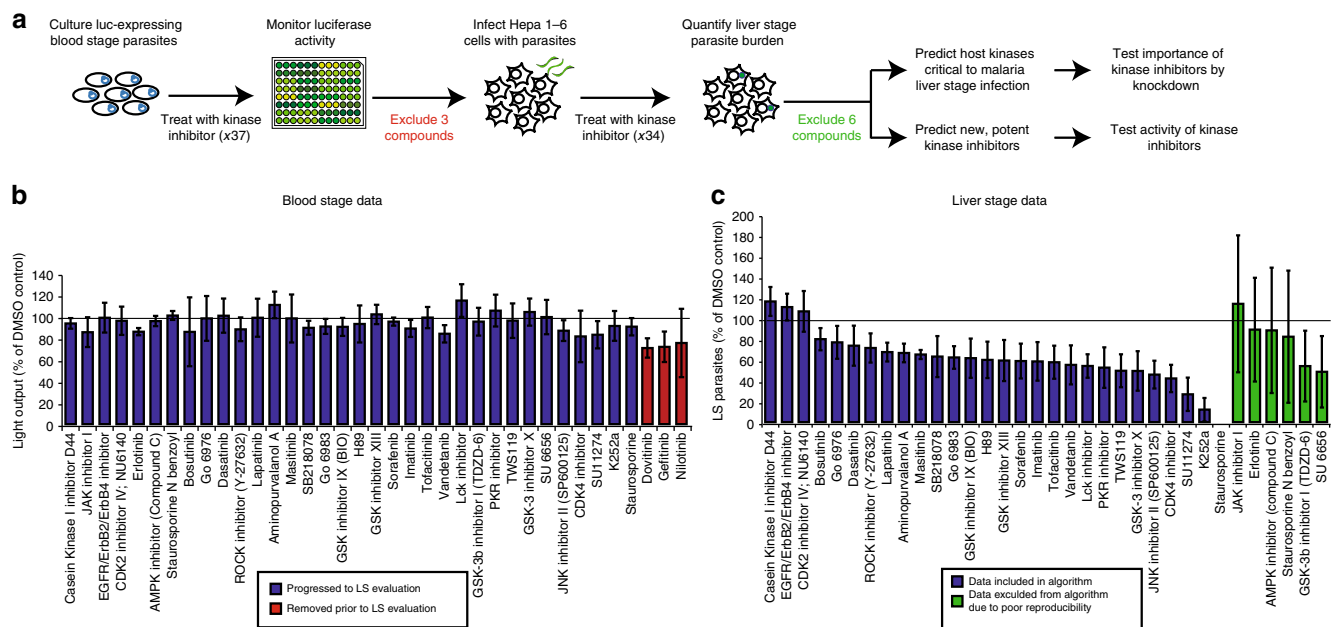 a
Culture luc-expressing
blood stage parasites
Treat with kinase
inhibitor (x37)
Monitor luciferase
activity
Exclude 3
compounds
Infect Hepa 1–6
cells with parasites
Treat with kinase
inhibitor (x34)
Quantify liver stage
parasite burden
Exclude 6
compounds
Predict host kinases
critical to malaria
liver stage infection
Test importance of
kinase inhibitors by
knockdown
Predict new, potent
kinase inhibitors
Test activity of kinase
inhibitors
b
Blood stage data
Light output (% of DMSO control)
140
120
100
80
60
40
20
0
Casein Kinase I inhibitor D44
JAK inhibitor I
EGFR/ErbB2/ErbB4 inhibitor
CDK2 inhibitor IV; NU6140
Erlotinib
AMPK inhibitor (Compound C)
Staurosporine N benzoyl
Bosutinib
Go 6976
Dasatinib
ROCK inhibitor (Y-27632)
Lapatinib
Aminopurvalanol A
Masitinib
SB218078
Go 6983
GSK inhibitor IX (BIO)
H89
GSK inhibitor XIII
Sorafenib
Imatinib
Tofacitinib
Vandetanib
Lck inhibitor
GSK-3b inhibitor I (TDZD-6)
PKR inhibitor
TWS119
GSK-3 inhibitor X
SU 6656
JNK inhibitor II (SP600125)
CDK4 inhibitor
SU11274
K252a
Staurosporine
Dovitinib
Gefitinib
Nilotinib
Progressed to LS evaluation
Removed prior to LS evaluation
c
Liver stage data
LS parasites (% of DMSO control)
200
180
160
140
120
100
80
60
40
20
0
Casein Kinase I inhibitor D44
EGFR/ErbB2/ErbB4 inhibitor
CDK2 inhibitor IV; NU6140
Bosutinib
Go 6976
Dasatinib
ROCK inhibitor (Y-27632)
Lapatinib
Aminopurvalanol A
Masitinib
SB218078
Go 6983
GSK inhibitor IX (BIO)
H89
GSK inhibitor XIII
Sorafenib
Imatinib
Tofacitinib
Vandetanib
Lck inhibitor
PKR inhibitor
TWS119
GSK-3 inhibitor X
JNK inhibitor II (SP600125)
CDK4 inhibitor
SU11274
K252a
Staurosporine
JAK inhibitor I
Erlotinib
AMPK inhibitor (compound C)
Staurosporine N benzoyl
GSK-3b inhibitor I (TDZD-6)
SU 6656
Data included in algorithm
Data exculded from algorithm
due to poor reproducibility